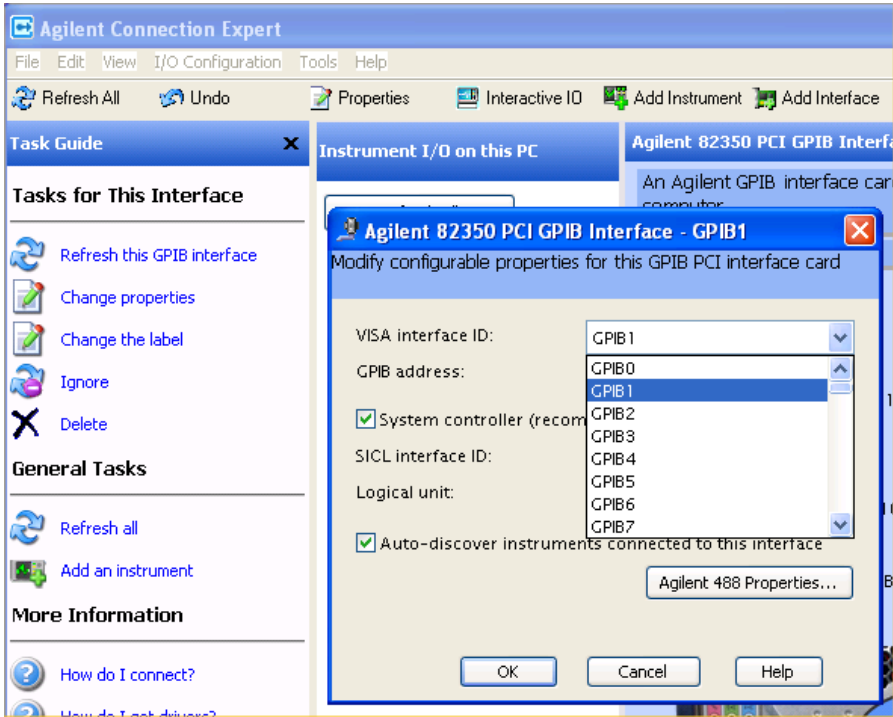 Agilent Connection Expert
File Edit View I/O Configuration Tools Help
Refresh All Undo Properties Interactive IO Add Instrument Add Interface
Task Guide
Tasks for This Interface
Refresh this GPIB interface
Change properties
Change the label
Ignore
Delete
General Tasks
Refresh all
Add an instrument
More Information
How do I connect?
How do I get drivers?
Instrument I/O on this PC
Agilent 82350 PCI GPIB Interfa
An Agilent GPIB interface car
computer
Agilent 82350 PCI GPIB Interface - GPIB1
Modify configurable properties for this GPIB PCI interface card
VISA interface ID: GPIB1
GPIB address:
System controller (recom
SICL interface ID:
Logical unit:
GPIB0
GPIB1
GPIB2
GPIB3
GPIB4
GPIB5
GPIB6
GPIB7
Auto-discover instruments connected to this interface
Agilent 488 Properties...
OK Cancel Help